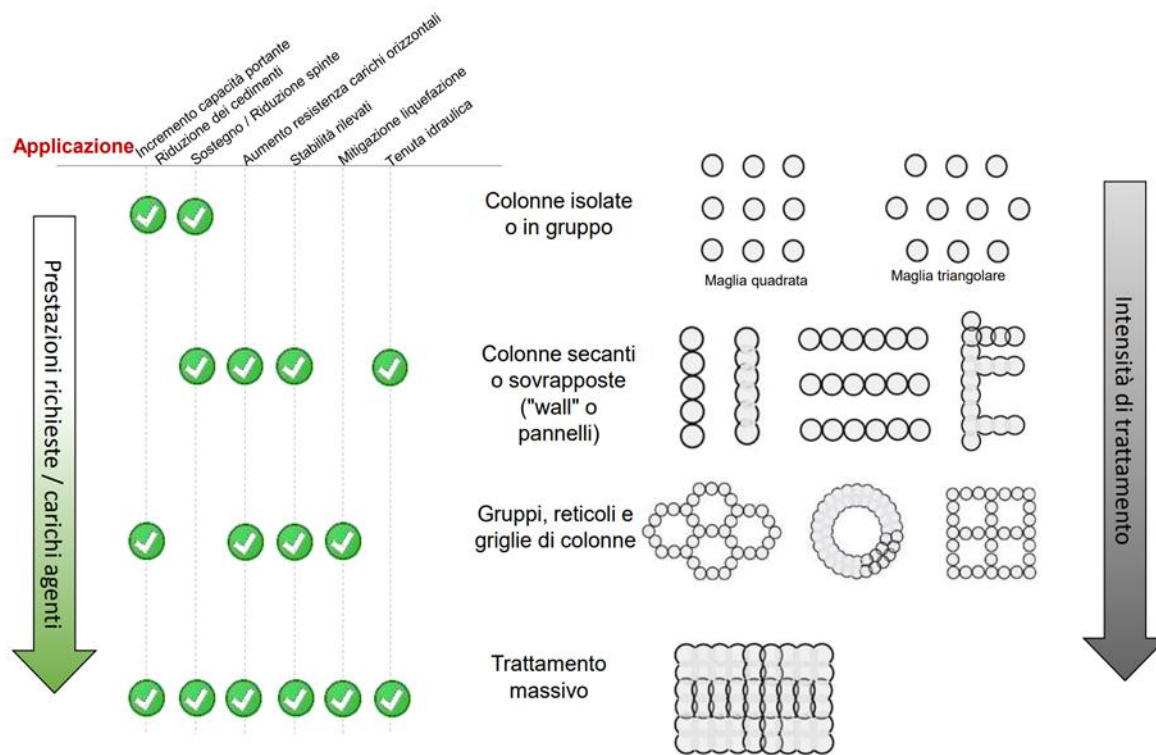 Incremento capacità portante
Riduzione dei cedimenti
Sostegno / Riduzione spinte
Aumento resistenza carichi orizzontali
Stabilità rilevati
Mitigazione liquefazione
Tenuta idraulica
Applicazione
Prestazioni richieste / carichi agenti
Colonne isolate
o in gruppo
Maglia quadrata
Maglia triangolare
Colonne secanti
o sovrapposte
("wall" o
pannelli)
Gruppi, reticoli e
griglie di colonne
Trattamento
massivo
Intensità di trattamento